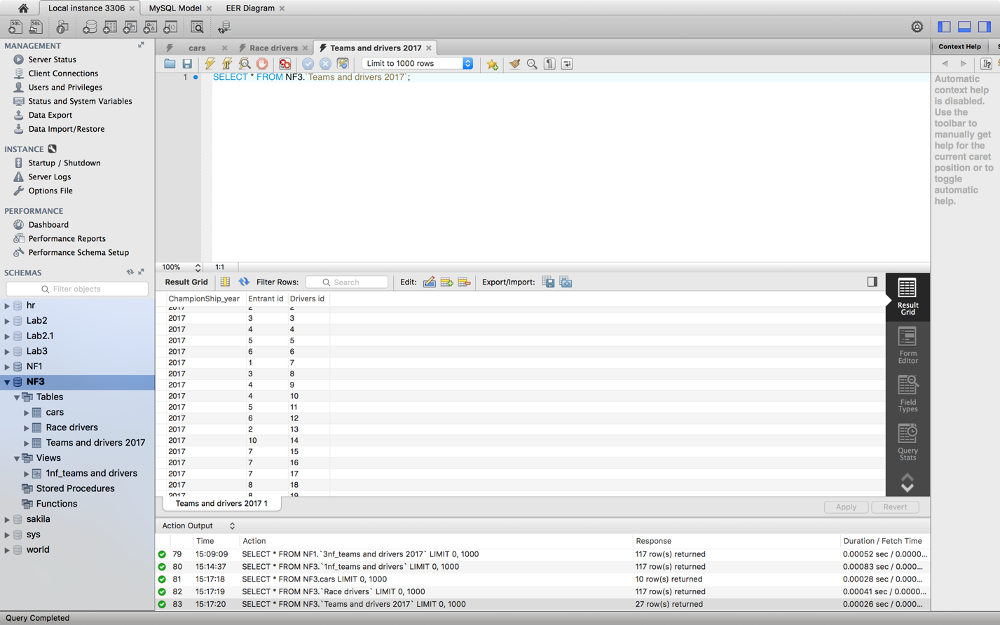 Local instance 3306
MySQL Model
EER Diagram
MANAGEMENT
Server Status
Client Connections
Users and Privileges
Status and System Variables
Data Export
Data Import/Restore
INSTANCE
Startup / Shutdown
Server Logs
Options File
PERFORMANCE
Dashboard
Performance Reports
Performance Schema Setup
SCHEMAS
Filter objects
hr
Lab2
Lab2.1
Lab3
NF1
NF3
Tables
cars
Race drivers
Teams and drivers 2017
Views
1nf_teams and drivers
Stored Procedures
Functions
sakila
sys
world
cars
Race drivers
Teams and drivers 2017
Limit to 1000 rows
1 SELECT * FROM NF3.`Teams and drivers 2017`;
100% 1:1
Result Grid Filter Rows: Search Edit: Export/Import:
ChampionShip_year Entrant id Drivers id
2017 2 2
2017 3 3
2017 4 4
2017 5 5
2017 6 6
2017 1 7
2017 3 8
2017 4 9
2017 4 10
2017 5 11
2017 6 12
2017 2 13
2017 10 14
2017 7 15
2017 7 16
2017 7 17
2017 8 18
2017 8 19
Result
Grid
Form
Editor
Field
Types
Query
Stats
Teams and drivers 2017 1
Apply Revert
Action Output
Time Action Response Duration / Fetch Time
79 15:09:09 SELECT * FROM NF1.`3nf_teams and drivers 2017` LIMIT 0, 1000 117 row(s) returned 0.00052 sec / 0.0000...
80 15:14:37 SELECT * FROM NF3.`1nf_teams and drivers` LIMIT 0, 1000 117 row(s) returned 0.00083 sec / 0.000...
81 15:17:18 SELECT * FROM NF3.cars LIMIT 0, 1000 10 row(s) returned 0.00028 sec / 0.000...
82 15:17:19 SELECT * FROM NF3.`Race drivers` LIMIT 0, 1000 117 row(s) returned 0.00041 sec / 0.000...
83 15:17:20 SELECT * FROM NF3.`Teams and drivers 2017` LIMIT 0, 1000 27 row(s) returned 0.00026 sec / 0.000...
Context Help
Automatic
context help
is disabled.
Use the
toolbar to
manually get
help for the
current caret
position or to
toggle
automatic
help.
Query Completed